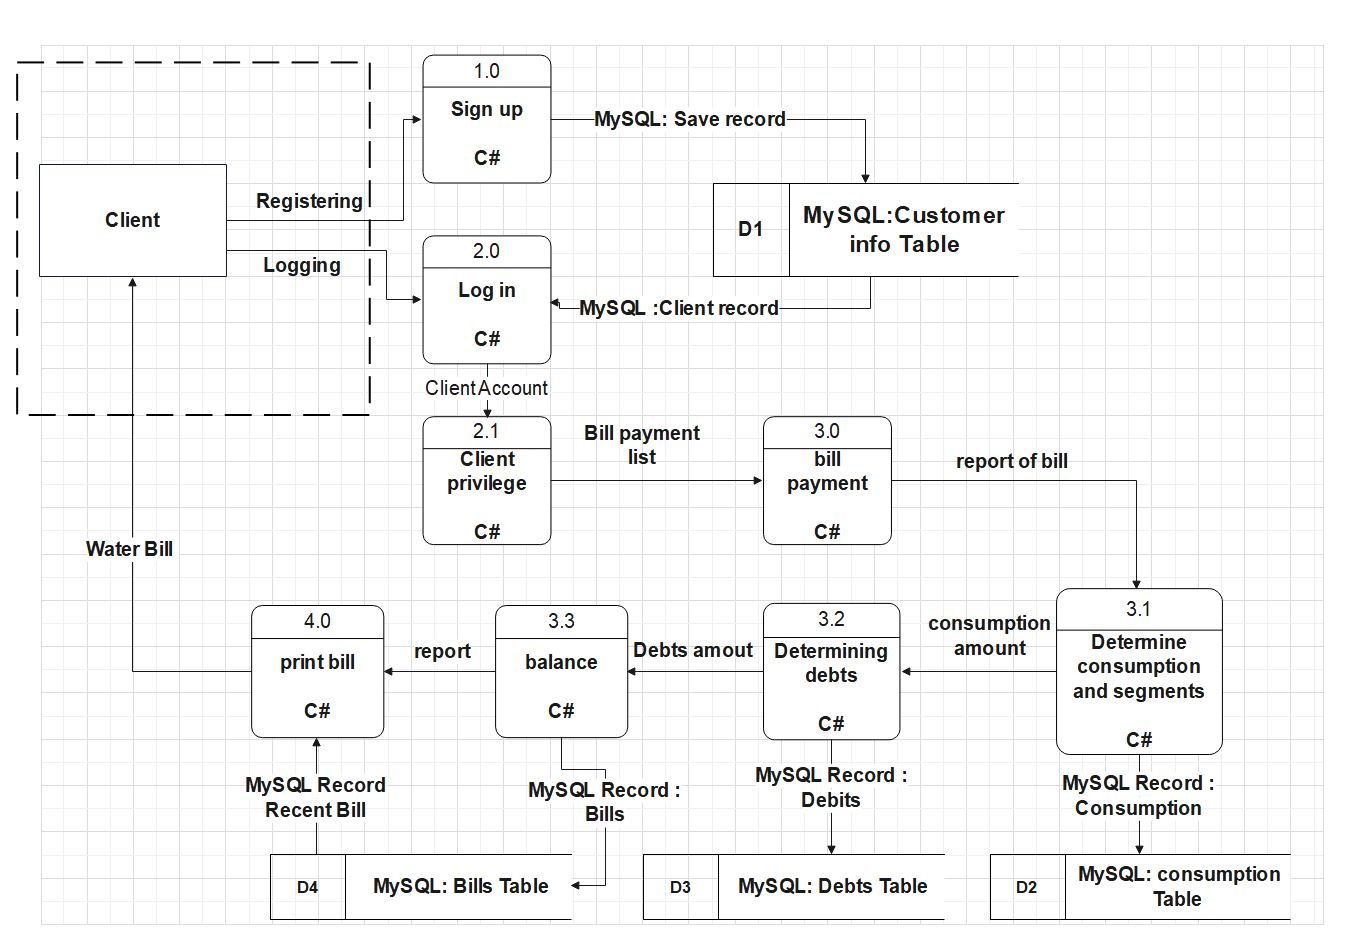 1.0
Sign up
C#
MySQL: Save record
Client
Registering
Logging
D1
MySQL:Customer
info Table
2.0
Log in
C#
MySQL :Client record
Client Account
2.1
Client
privilege
C#
Bill payment
list
3.0
bill
payment
C#
report of bill
Water Bill
4.0
print bill
C#
report
3.3
balance
C#
Debts amout
3.2
Determining
debts
C#
consumption
amount
3.1
Determine
consumption
and segments
C#
MySQL Record
Recent Bill
MySQL Record :
Bills
MySQL Record :
Debits
MySQL Record :
Consumption
D4
MySQL: Bills Table
D3
MySQL: Debts Table
D2
MySQL: consumption
Table